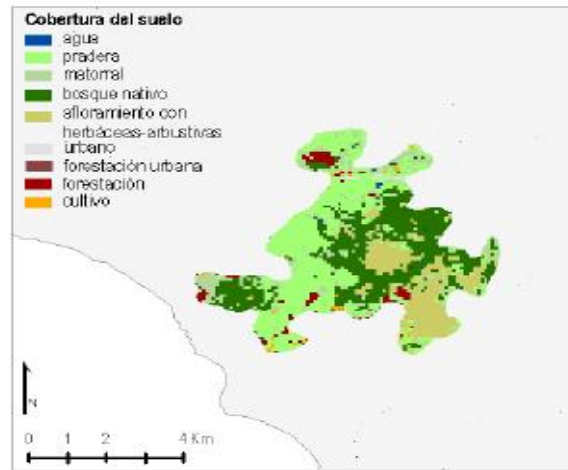 Cobertura del suelo
agua
pradera
matorral
bosque nativo
afloramiento con
herbáceas-arbustivas
urbano
forestación urbana
forestación
cultivo
N
0 1 2 4 Km